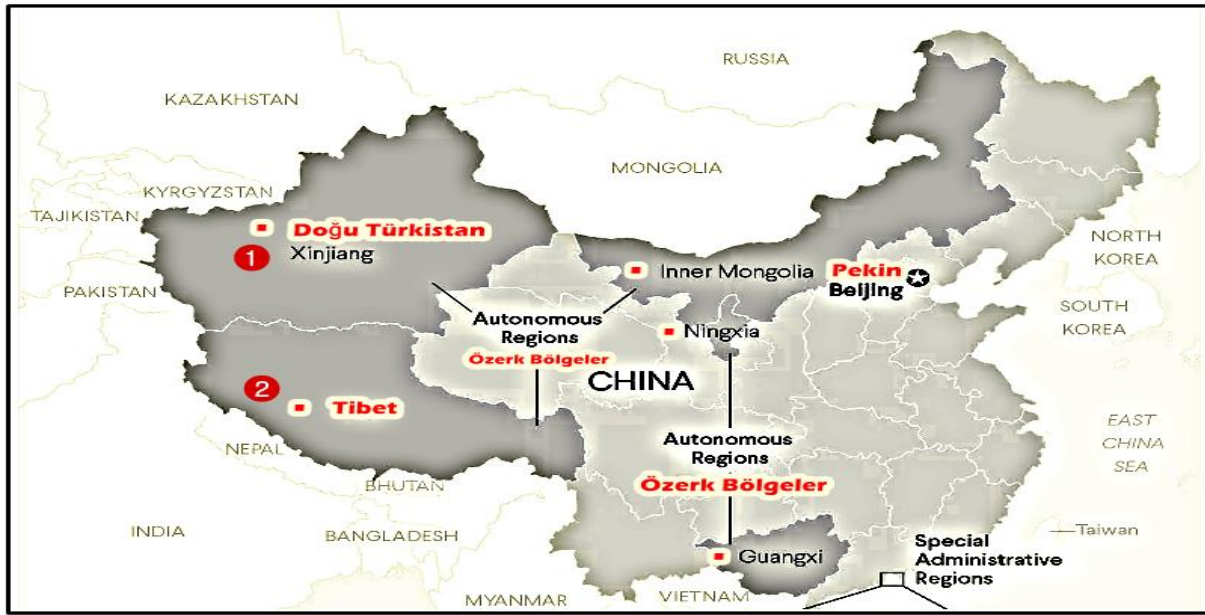 RUSSIA
KAZAKHSTAN
MONGOLIA
KYRGYZSTAN
TAJIKISTAN
Doğu Türkistan
1
Xinjiang
NORTH
KOREA
Inner Mongolia
Pekin
Beijing
PAKISTAN
SOUTH
KOREA
Autonomous
Regions
Özerk Bölgeler
Ningxia
CHINA
2
Tibet
NEPAL
EAST
CHINA
SEA
Autonomous
Regions
Özerk Bölgeler
BHUTAN
INDIA
BANGLADESH
Taiwan
Special
Administrative
Regions
Guangxi
MYANMAR
VIETNAM